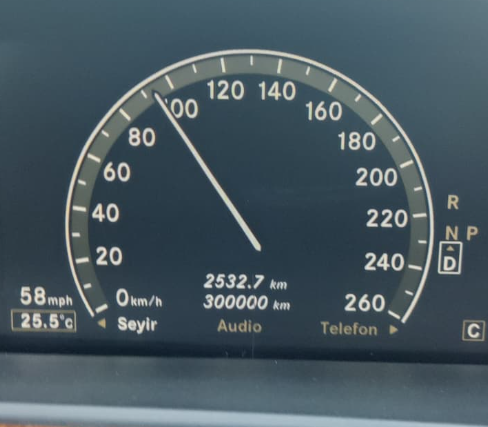 120 140
100 160
80 180
60 200
40 220
20 240
0 km/h 260
R
N P
D
2532.7 km
300000 km
58 mph
25.5°C
◄ Seyir Audio Telefon ►
C